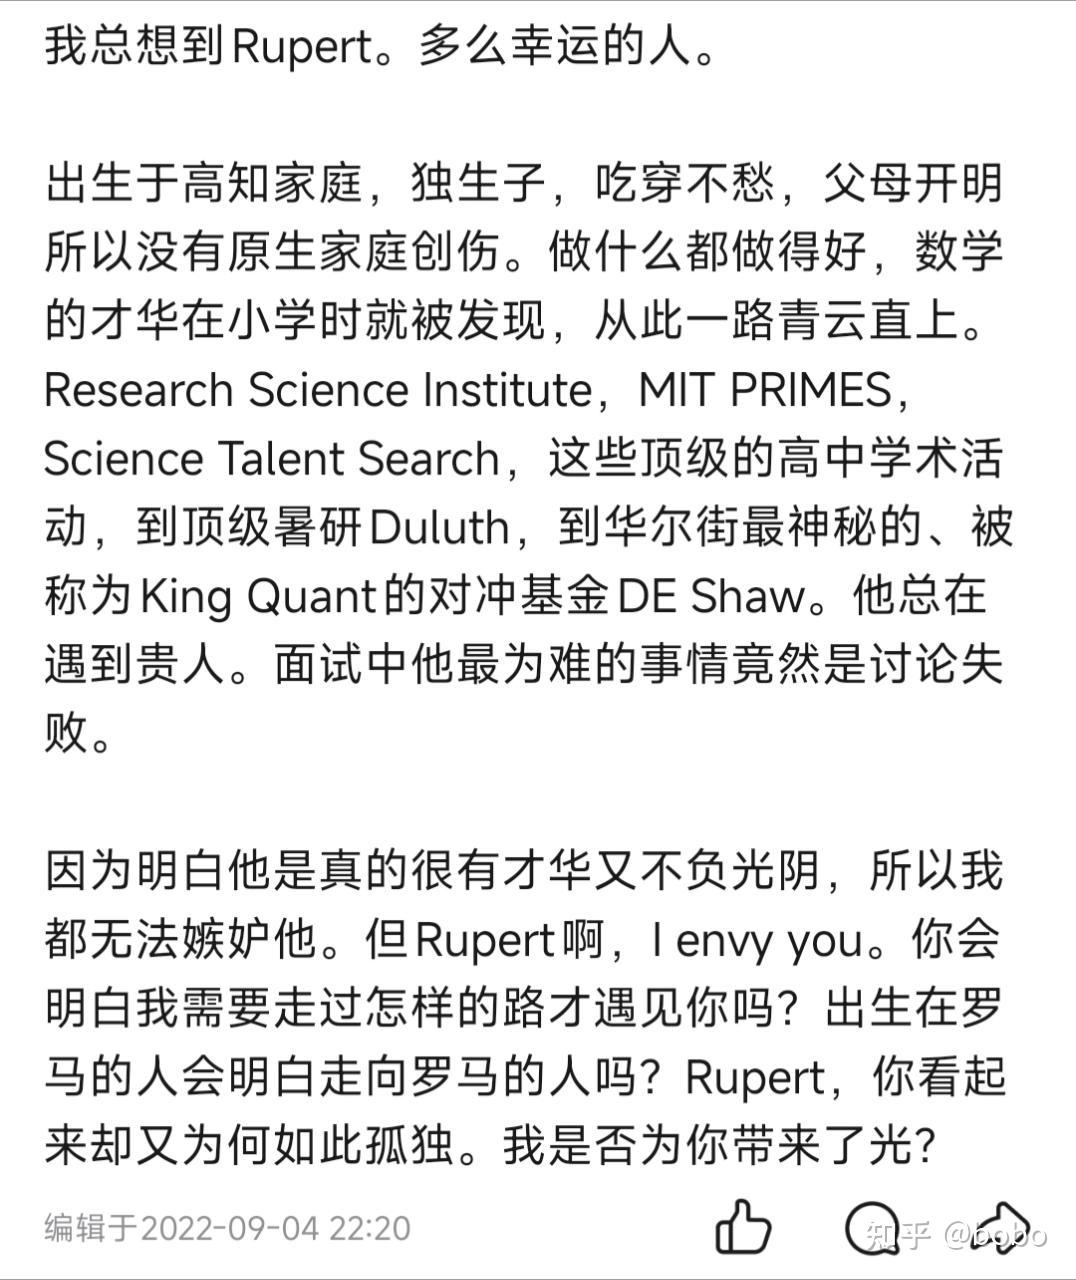 我总想到Rupert。多么幸运的人。
出生于高知家庭，独生子，吃穿不愁，父母开明
所以没有原生家庭创伤。做什么都做得好，数学
的才华在小学时就被发现，从此一路青云直上。
Research Science Institute，MIT PRIMES，
Science Talent Search，这些顶级的高中学术活
动，到顶级暑研Duluth，到华尔街最神秘的、被
称为King Quant的对冲基金DE Shaw。他总在
遇到贵人。面试中他最为难的事情竟然是讨论失
败。
因为明白他是真的很有才华又不负光阴，所以我
都无法嫉妒他。但Rupert啊，I envy you。你会
明白我需要走过怎样的路才遇见你吗？出生在罗
马的人会明白走向罗马的人吗？Rupert，你看起
来却又为何如此孤独。我是否为你带来了光？
编辑于2022-09-04 22:20
知乎 @bobo